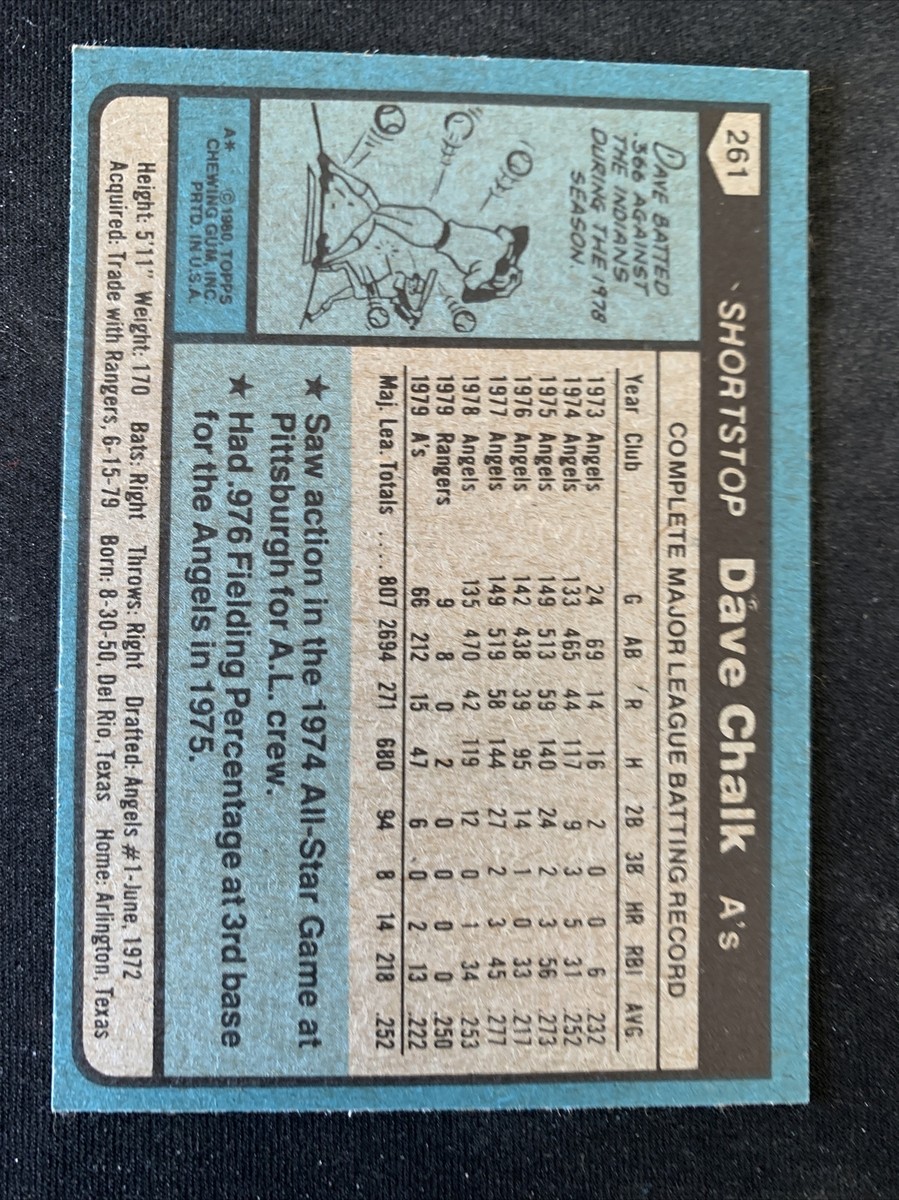 261 SHORTSTOP Dave Chalk A's
DAVE BATTED
.366 AGAINST
THE INDIANS
DURING THE 1978
SEASON.
COMPLETE MAJOR LEAGUE BATTING RECORD
Year Club G AB R H 2B 3B HR RBI AVG
1973 Angels 24 69 14 16 2 0 0 6 .232
1974 Angels 133 465 44 117 9 3 5 31 .252
1975 Angels 149 513 59 140 24 2 3 56 .273
1976 Angels 142 438 39 95 14 1 0 33 .217
1977 Angels 149 519 58 144 27 2 3 45 .277
1978 Angels 135 470 42 119 12 0 1 34 .253
1979 Rangers 9 8 0 2 0 0 0 0 .250
1979 A's 66 212 15 47 6 0 2 13 .222
Maj. Lea. Totals .... 807 2694 271 680 94 8 14 218 .252
★ Saw action in the 1974 All-Star Game at
Pittsburgh for A.L. crew.
★ Had .976 Fielding Percentage at 3rd base
for the Angels in 1975.
A* © 1980 TOPPS
CHEWING GUM, INC.
PRTD. IN U.S.A.
Height: 5'11" Weight: 170 Bats: Right Throws: Right Drafted: Angels #1-June, 1972
Acquired: Trade with Rangers, 6-15-79 Born: 8-30-50, Del Rio, Texas Home: Arlington, Texas